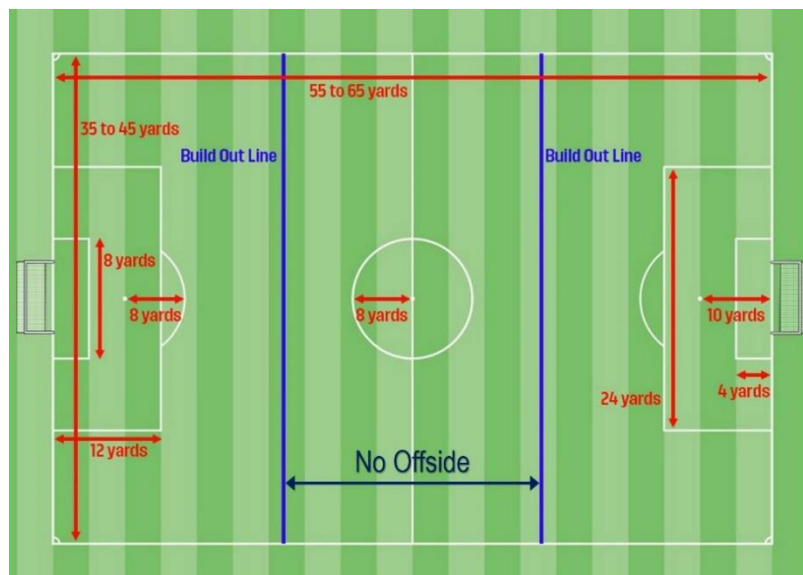 55 to 65 yards
35 to 45 yards
Build Out Line
Build Out Line
8 yards
8 yards
8 yards
10 yards
4 yards
24 yards
12 yards
No Offside